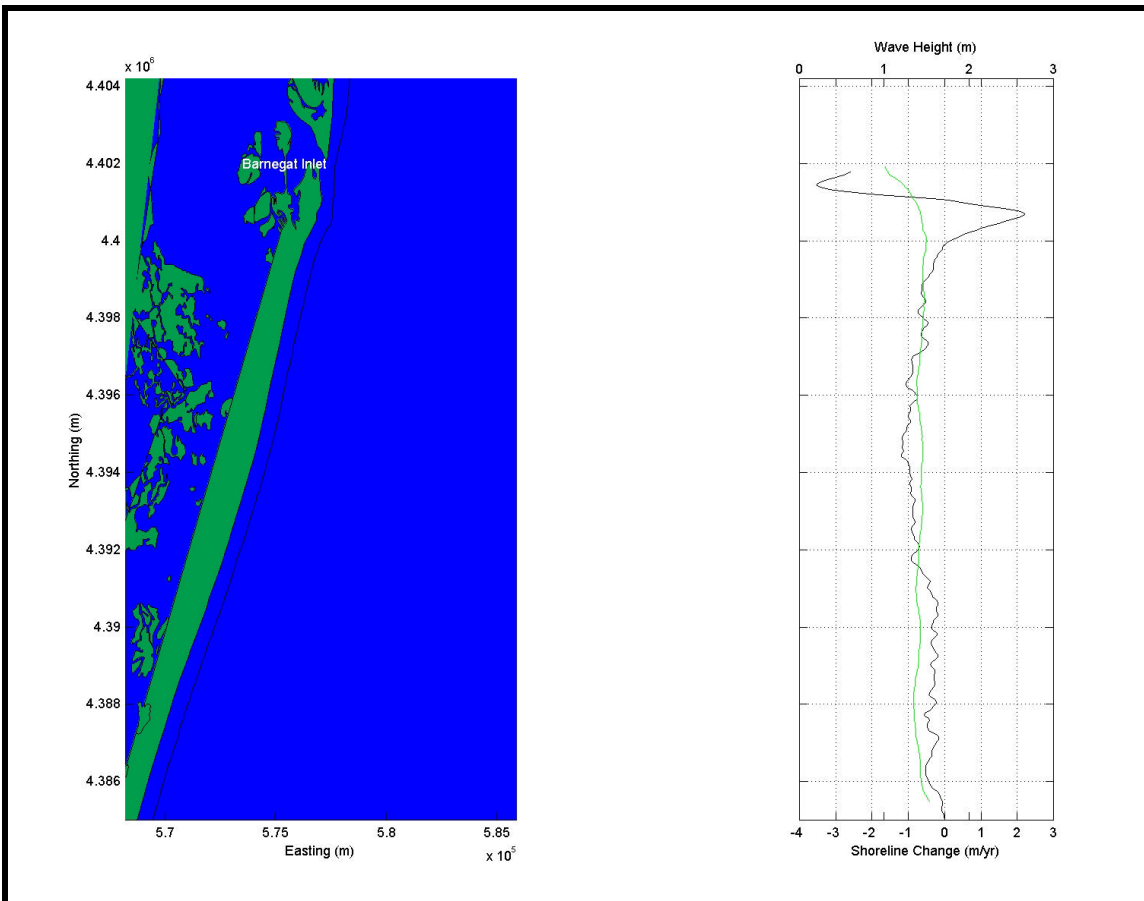 x 10^6
4.404
4.402
4.4
4.398
4.396
4.394
4.392
4.39
4.388
4.386
Northing (m)
Barnegat Inlet
5.7 5.75 5.8 5.85
Easting (m)
x 10^5
Wave Height (m)
0 1 2 3
-4 -3 -2 -1 0 1 2 3
Shoreline Change (m/yr)